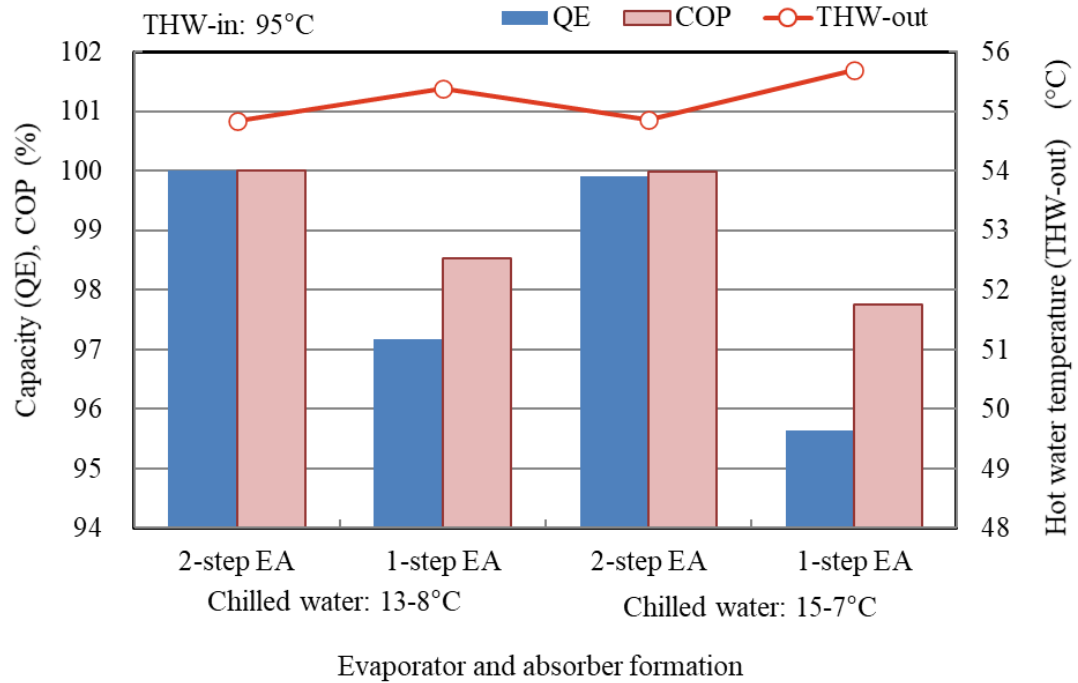 THW-in: 95°C
QE
COP
THW-out
102
101
100
99
98
97
96
95
94
Capacity (QE), COP (%)
56
55
54
53
52
51
50
49
48
Hot water temperature (THW-out) (°C)
2-step EA 1-step EA 2-step EA 1-step EA
Chilled water: 13-8°C Chilled water: 15-7°C
Evaporator and absorber formation